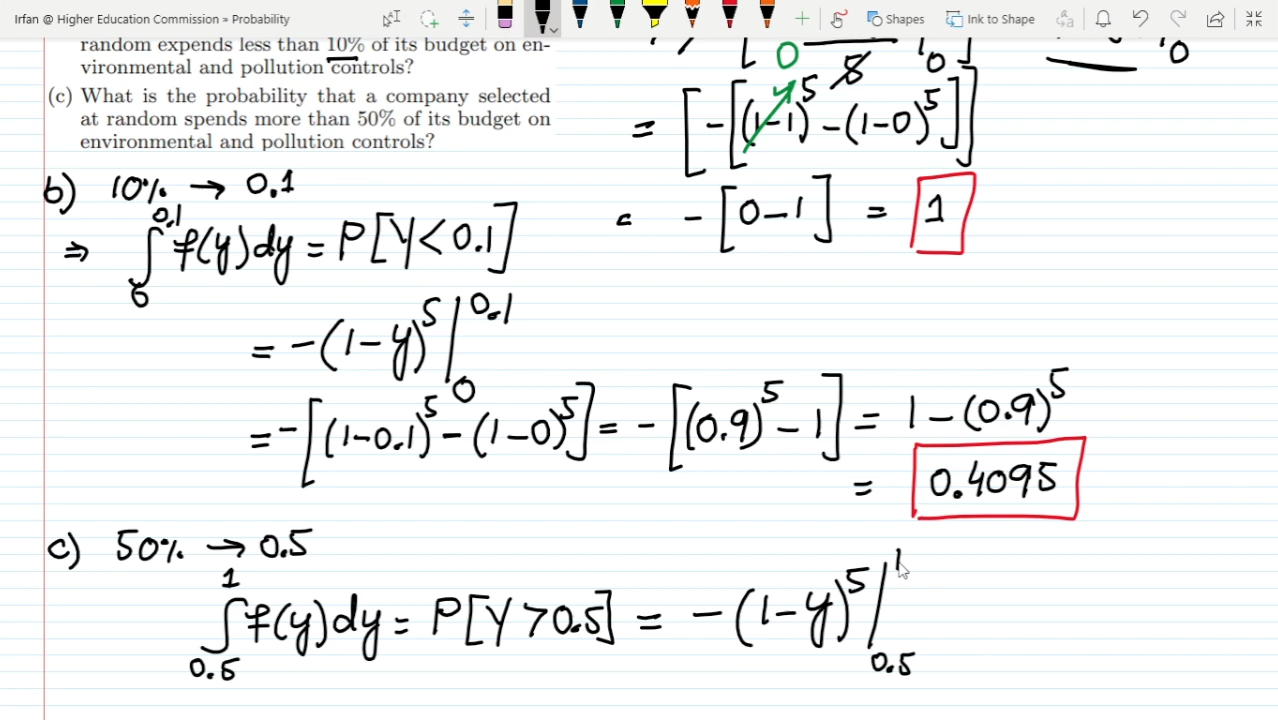 Irfan @ Higher Education Commission » Probability
Shapes
Ink to Shape
random expends less than 10% of its budget on en-
vironmental and pollution controls?
(c) What is the probability that a company selected
at random spends more than 50% of its budget on
environmental and pollution controls?
0
= [-[(1-1)^5 - (1-0)^5]]
= -[0-1] = 1
b) 10% → 0.1
⇒ ∫_0^0.1 f(y)dy = P[Y<0.1]
= -(1-y)^5 |_0^0.1
= -[(1-0.1)^5 - (1-0)^5] = -[(0.9)^5 - 1] = 1-(0.9)^5
= 0.4095
c) 50% → 0.5
∫_0.5^1 f(y)dy = P[Y>0.5] = -(1-y)^5 |_0.5^1